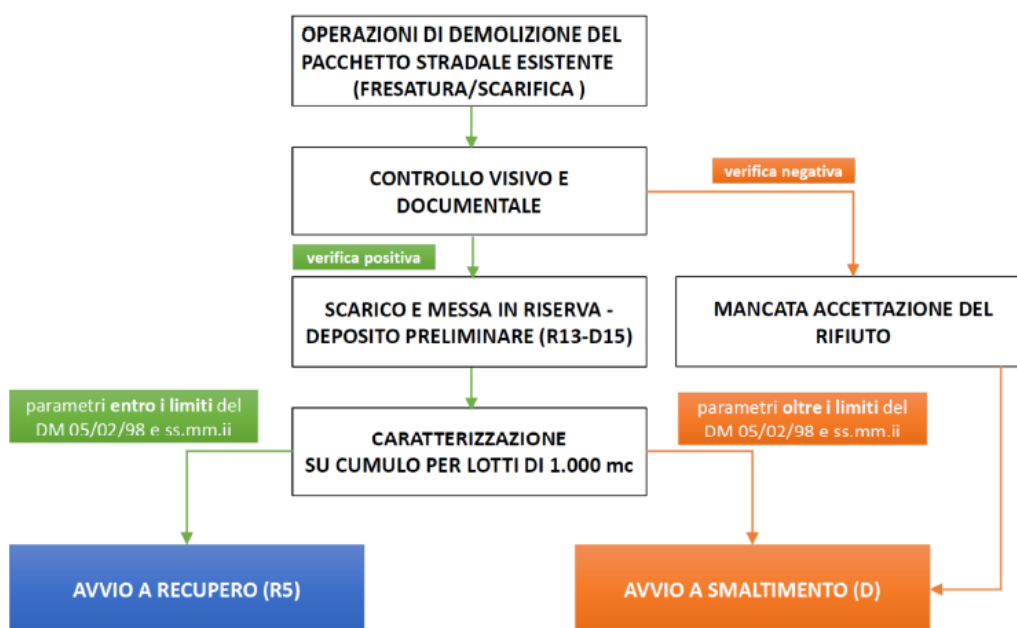 OPERAZIONI DI DEMOLIZIONE DEL
PACCHETTO STRADALE ESISTENTE
(FRESATURA/SCARIFICA )
CONTROLLO VISIVO E
DOCUMENTALE
verifica negativa
verifica positiva
SCARICO E MESSA IN RISERVA -
DEPOSITO PRELIMINARE (R13-D15)
MANCATA ACCETTAZIONE DEL
RIFIUTO
parametri entro i limiti del
DM 05/02/98 e ss.mm.ii
CARATTERIZZAZIONE
SU CUMULO PER LOTTI DI 1.000 mc
parametri oltre i limiti del
DM 05/02/98 e ss.mm.ii
AVVIO A RECUPERO (R5)
AVVIO A SMALTIMENTO (D)